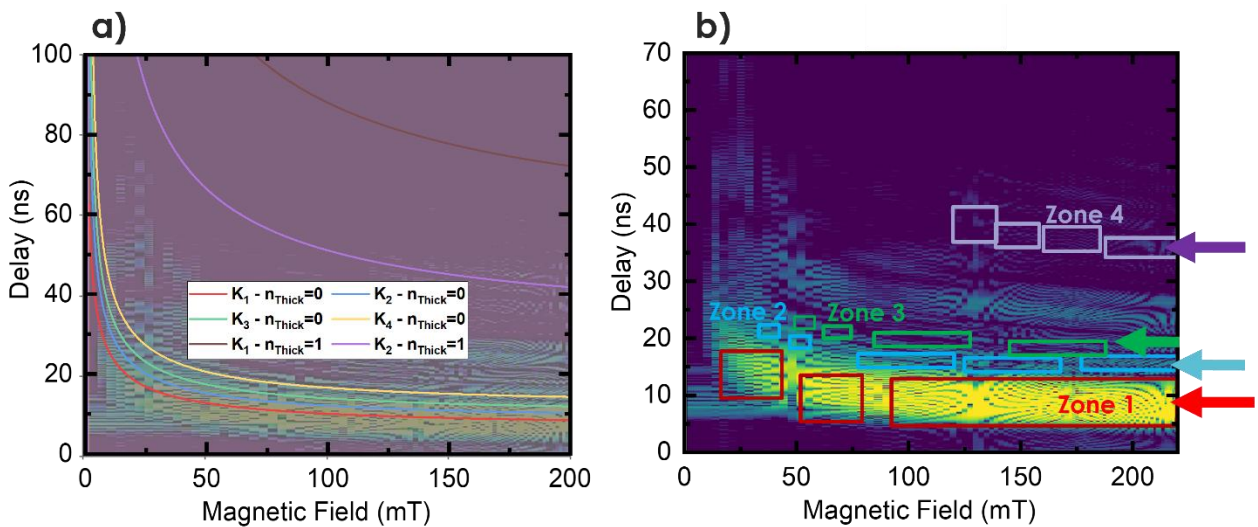 a)
100
80
60
40
20
0
Delay (ns)
K₁ - nThick=0
K₂ - nThick=0
K₃ - nThick=0
K₄ - nThick=0
K₁ - nThick=1
K₂ - nThick=1
0
50
100
150
200
Magnetic Field (mT)
b)
70
60
50
40
30
20
10
0
Delay (ns)
Zone 4
Zone 2
Zone 3
Zone 1
0
50
100
150
200
Magnetic Field (mT)